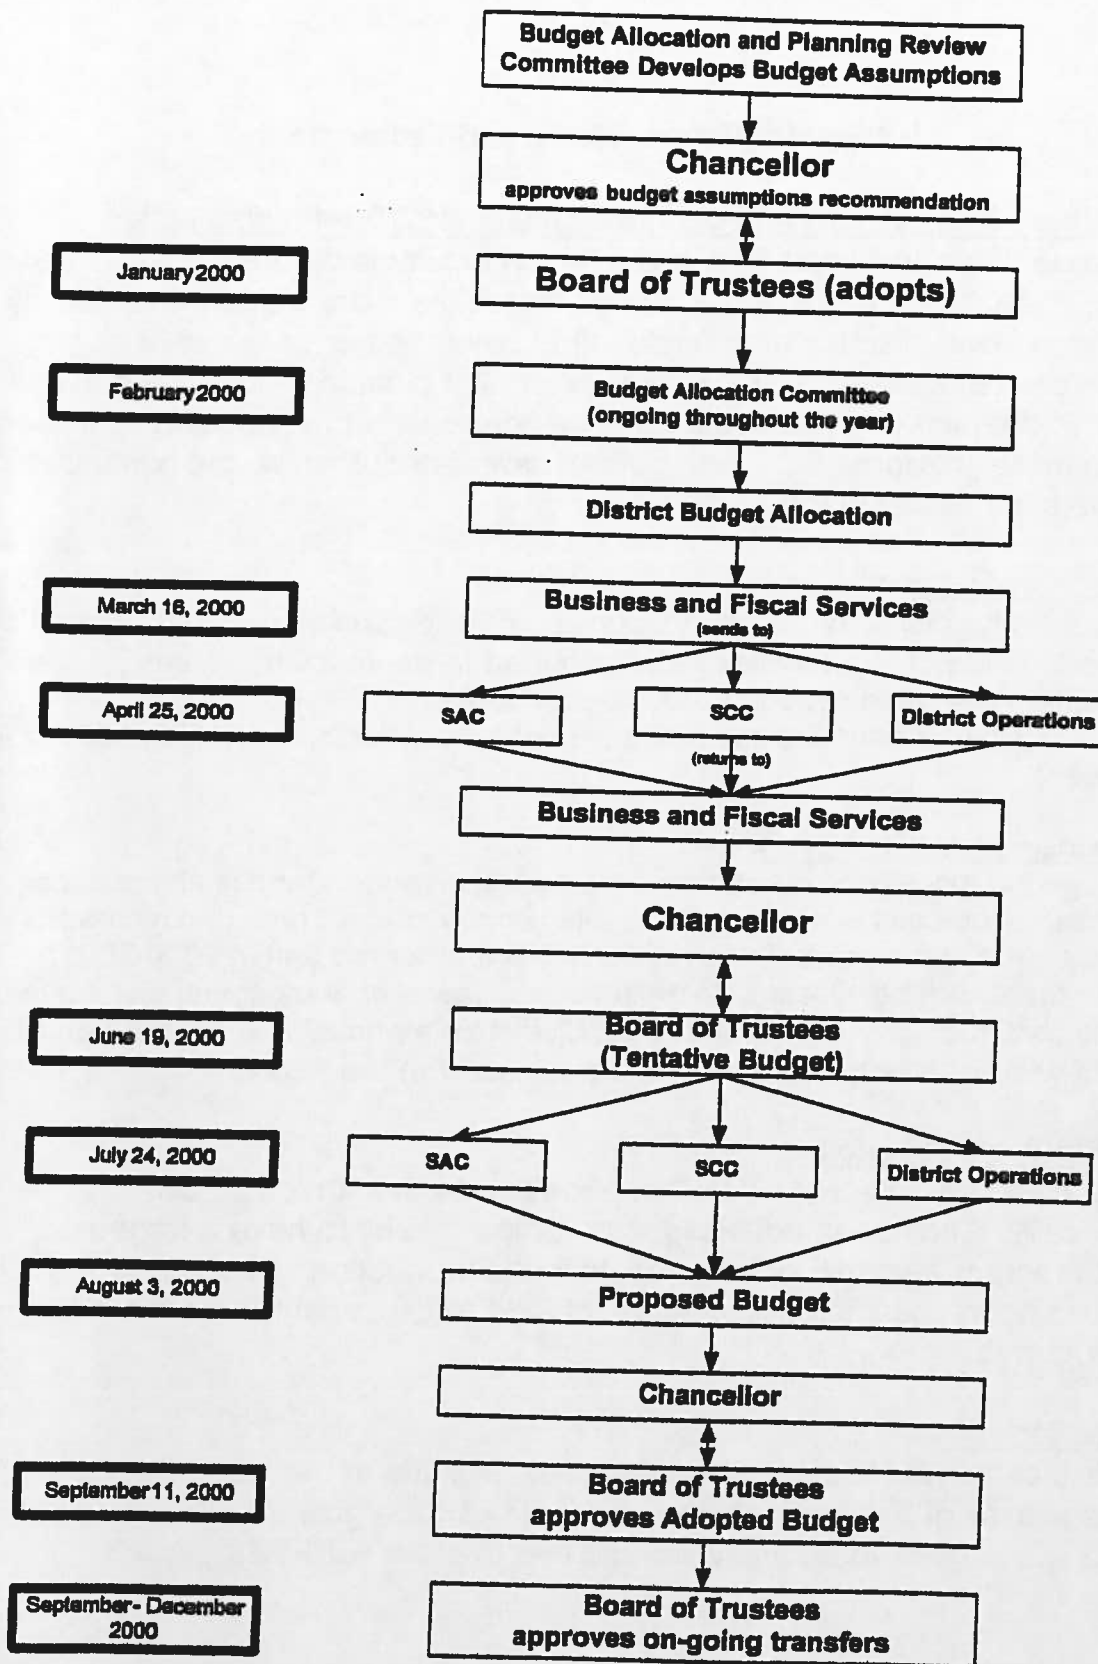 Budget Allocation and Planning Review
Committee Develops Budget Assumptions
Chancellor
approves budget assumptions recommendation
January 2000
Board of Trustees (adopts)
February 2000
Budget Allocation Committee
(ongoing throughout the year)
District Budget Allocation
March 16, 2000
Business and Fiscal Services
(sends to)
April 25, 2000
SAC
SCC
District Operations
(returns to)
Business and Fiscal Services
Chancellor
June 19, 2000
Board of Trustees
(Tentative Budget)
July 24, 2000
SAC
SCC
District Operations
August 3, 2000
Proposed Budget
Chancellor
September 11, 2000
Board of Trustees
approves Adopted Budget
September - December
2000
Board of Trustees
approves on-going transfers